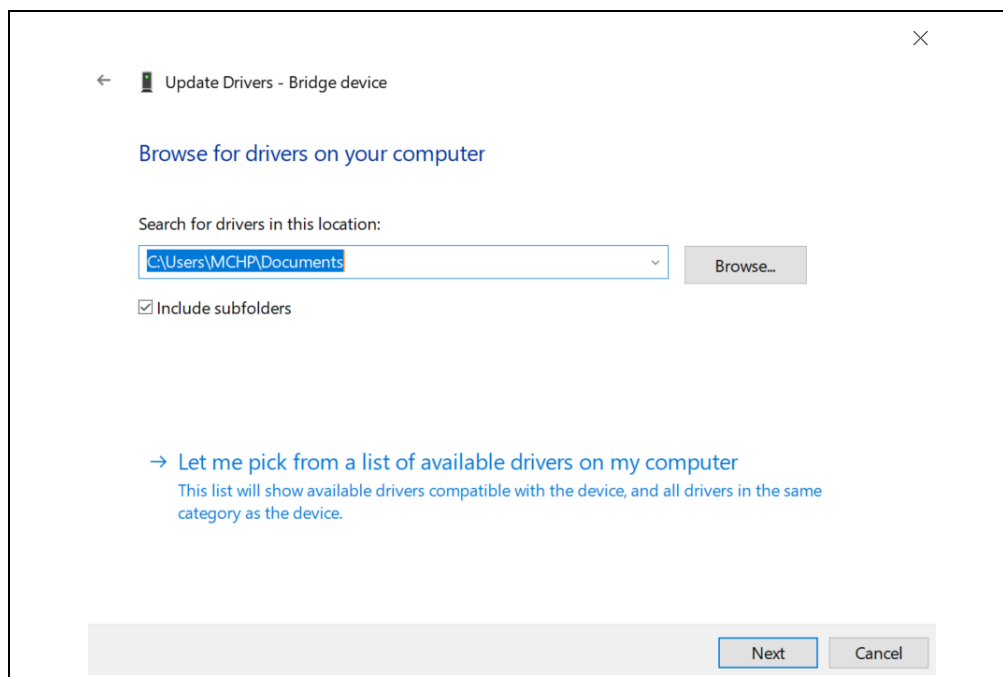 Update Drivers - Bridge device
Browse for drivers on your computer
Search for drivers in this location:
C:\Users\MCHP\Documents
Browse...
Include subfolders
Let me pick from a list of available drivers on my computer
This list will show available drivers compatible with the device, and all drivers in the same
category as the device.
Next
Cancel